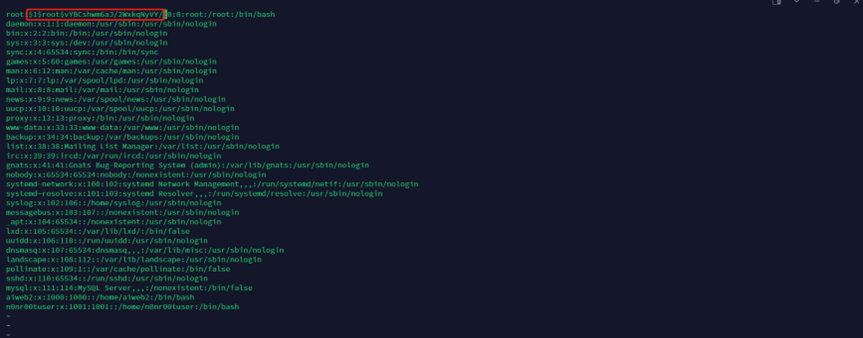 root:$1$root$vYBCshwm6aJ/2WxkqNyVY/:0:0:root:/root:/bin/bash
daemon:x:1:1:daemon:/usr/sbin:/usr/sbin/nologin
bin:x:2:2:bin:/bin:/usr/sbin/nologin
sys:x:3:3:sys:/dev:/usr/sbin/nologin
sync:x:4:65534:sync:/bin:/bin/sync
games:x:5:60:games:/usr/games:/usr/sbin/nologin
man:x:6:12:man:/var/cache/man:/usr/sbin/nologin
lp:x:7:7:lp:/var/spool/lpd:/usr/sbin/nologin
mail:x:8:8:mail:/var/mail:/usr/sbin/nologin
news:x:9:9:news:/var/spool/news:/usr/sbin/nologin
uucp:x:10:10:uucp:/var/spool/uucp:/usr/sbin/nologin
proxy:x:13:13:proxy:/bin:/usr/sbin/nologin
www-data:x:33:33:www-data:/var/www:/usr/sbin/nologin
backup:x:34:34:backup:/var/backups:/usr/sbin/nologin
list:x:38:38:Mailing List Manager:/var/list:/usr/sbin/nologin
irc:x:39:39:ircd:/var/run/ircd:/usr/sbin/nologin
gnats:x:41:41:Gnats Bug-Reporting System (admin):/var/lib/gnats:/usr/sbin/nologin
nobody:x:65534:65534:nobody:/nonexistent:/usr/sbin/nologin
systemd-network:x:100:102:systemd Network Management,,,:/run/systemd/netif:/usr/sbin/nologin
systemd-resolve:x:101:103:systemd Resolver,,,:/run/systemd/resolve:/usr/sbin/nologin
syslog:x:102:106::/home/syslog:/usr/sbin/nologin
messagebus:x:103:107::/nonexistent:/usr/sbin/nologin
_apt:x:104:65534::/nonexistent:/usr/sbin/nologin
lxd:x:105:65534::/var/lib/lxd/:/bin/false
uuidd:x:106:110::/run/uuidd:/usr/sbin/nologin
dnsmasq:x:107:65534:dnsmasq,,,:/var/lib/misc:/usr/sbin/nologin
landscape:x:108:112::/var/lib/landscape:/usr/sbin/nologin
pollinate:x:109:1::/var/cache/pollinate:/bin/false
sshd:x:110:65534::/run/sshd:/usr/sbin/nologin
mysql:x:111:114:MySQL Server,,,:/nonexistent:/bin/false
aiweb2:x:1000:1000::/home/aiweb2:/bin/bash
n0nr00tuser:x:1001:1001::/home/n0nr00tuser:/bin/bash
~
~
~